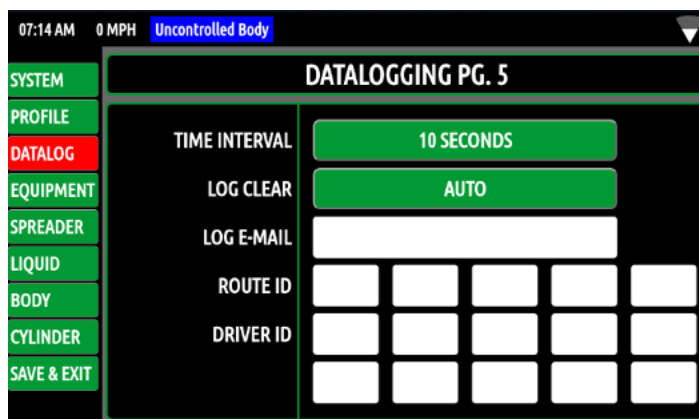 07:14 AM 0 MPH Uncontrolled Body
DATALOGGING PG. 5
SYSTEM
PROFILE
DATALOG
EQUIPMENT
SPREADER
LIQUID
BODY
CYLINDER
SAVE & EXIT
TIME INTERVAL 10 SECONDS
LOG CLEAR AUTO
LOG E-MAIL
ROUTE ID
DRIVER ID